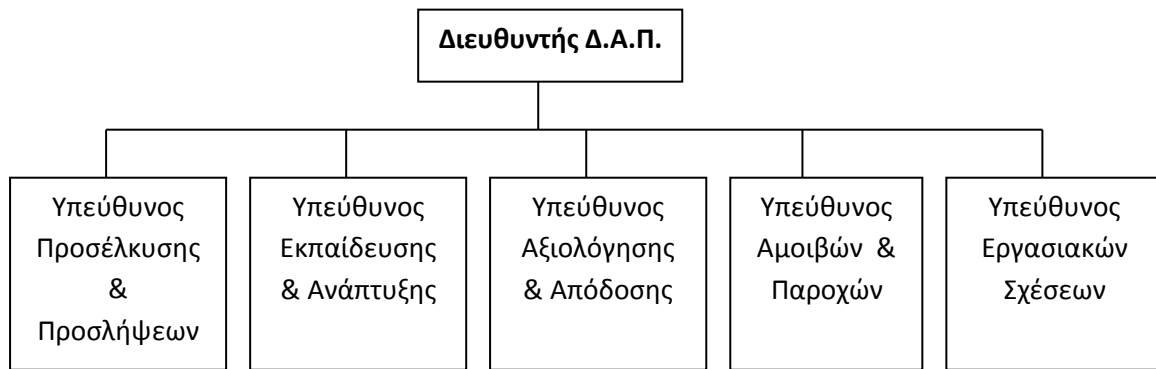 Διευθυντής Δ.Α.Π.
Υπεύθυνος
Προσέλκυσης
&
Προσλήψεων
Υπεύθυνος
Εκπαίδευσης
& Ανάπτυξης
Υπεύθυνος
Αξιολόγησης
& Απόδοσης
Υπεύθυνος
Αμοιβών &
Παροχών
Υπεύθυνος
Εργασιακών
Σχέσεων